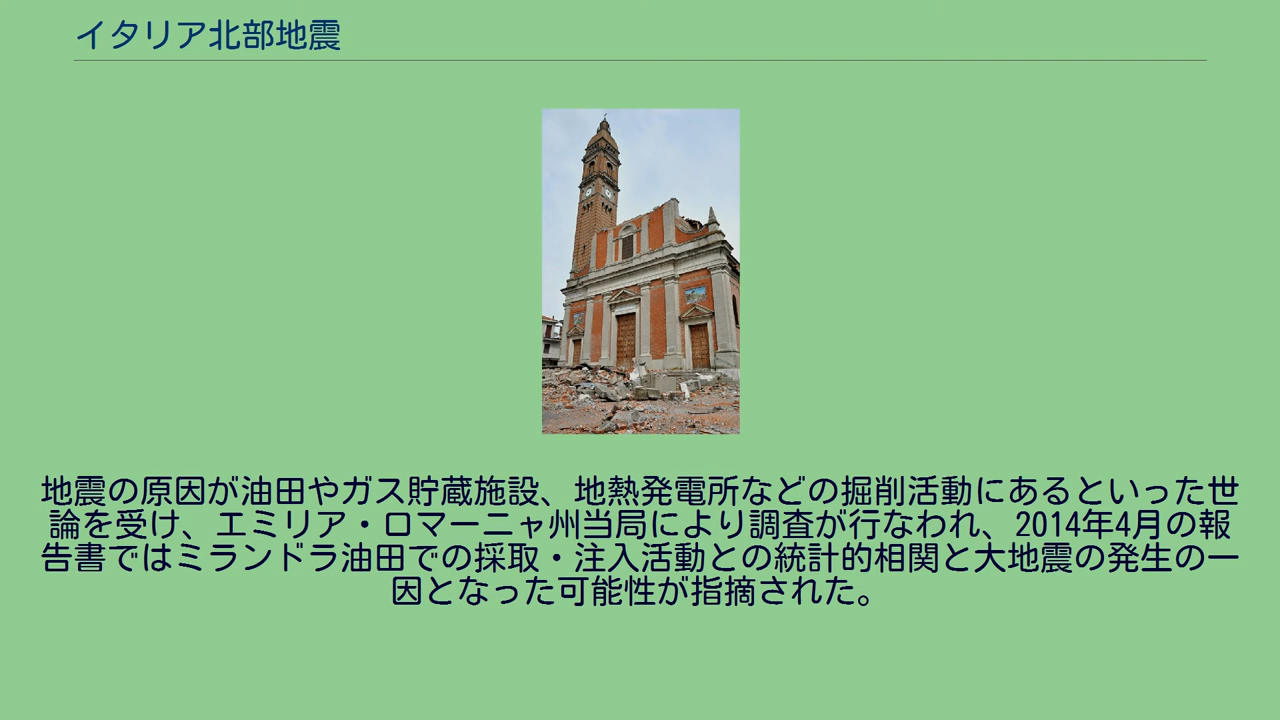 イタリア北部地震
地震の原因が油田やガス貯蔵施設、地熱発電所などの掘削活動にあるといった世
論を受け、エミリア・ロマーニャ州当局により調査が行なわれ、2014年4月の報
告書ではミランドラ油田での採取・注入活動との統計的相関と大地震の発生の一
因となった可能性が指摘された。